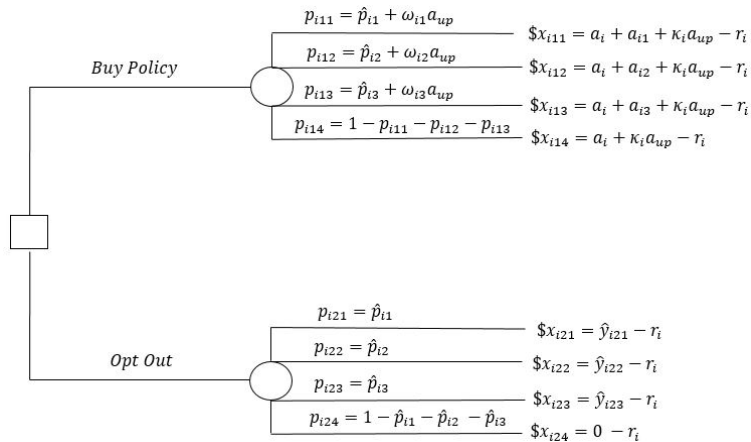 p_{i11} = p̂_{i1} + ω_{i1}a_{up}
$x_{i11} = a_i + a_{i1} + κ_i a_{up} − r_i
p_{i12} = p̂_{i2} + ω_{i2}a_{up}
$x_{i12} = a_i + a_{i2} + κ_i a_{up} − r_i
Buy Policy
p_{i13} = p̂_{i3} + ω_{i3}a_{up}
$x_{i13} = a_i + a_{i3} + κ_i a_{up} − r_i
p_{i14} = 1 − p_{i11} − p_{i12} − p_{i13}
$x_{i14} = a_i + κ_i a_{up} − r_i
p_{i21} = p̂_{i1}
$x_{i21} = ŷ_{i21} − r_i
p_{i22} = p̂_{i2}
$x_{i22} = ŷ_{i22} − r_i
Opt Out
p_{i23} = p̂_{i3}
$x_{i23} = ŷ_{i23} − r_i
p_{i24} = 1 − p̂_{i1} − p̂_{i2} − p̂_{i3}
$x_{i24} = 0 − r_i